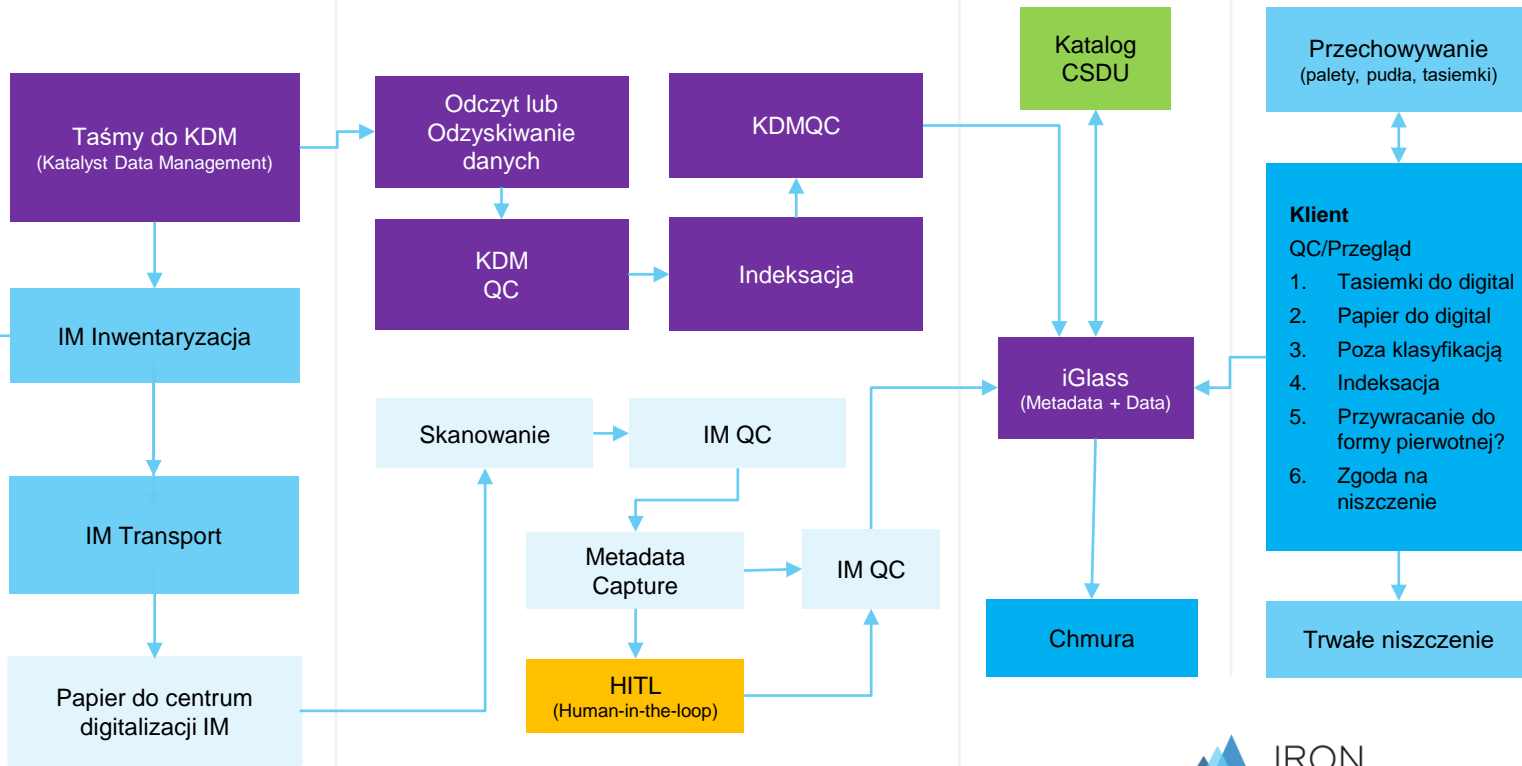 Taśmy do KDM
(Katalyst Data Management)
IM Inwentaryzacja
IM Transport
Papier do centrum
digitalizacji IM
Odczyt lub
Odzyskiwanie
danych
KDM
QC
Indeksacja
KDMQC
Skanowanie
IM QC
Metadata
Capture
IM QC
HITL
(Human-in-the-loop)
Katalog
CSDU
iGlass
(Metadata + Data)
Chmura
Przechowywanie
(palety, pudła, tasiemki)
Klient
QC/Przegląd
1. Tasiemki do digital
2. Papier do digital
3. Poza klasyfikacją
4. Indeksacja
5. Przywracanie do
formy pierwotnej?
6. Zgoda na
niszczenie
Trwałe niszczenie
IRON